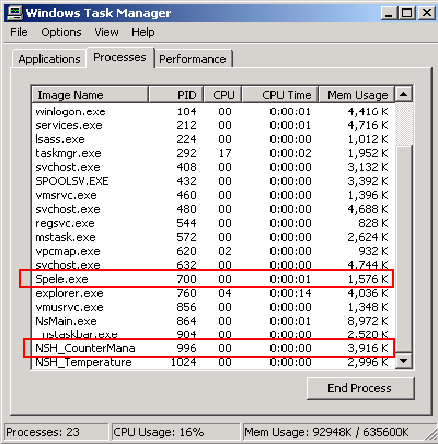 Windows Task Manager
File Options View Help
Applications Processes Performance
Image Name PID CPU CPU Time Mem Usage
winlogon.exe 104 00 0:00:01 4,416 K
services.exe 212 00 0:00:01 4,716 K
lsass.exe 224 00 0:00:00 1,012 K
taskmgr.exe 292 17 0:00:02 1,952 K
svchost.exe 408 00 0:00:00 3,132 K
SPOOLSV.EXE 432 00 0:00:00 3,392 K
vmsrvc.exe 460 00 0:00:00 1,396 K
svchost.exe 480 00 0:00:00 4,688 K
regsvc.exe 544 00 0:00:00 828 K
mstask.exe 572 00 0:00:00 2,624 K
vpcmap.exe 620 02 0:00:00 932 K
svchost.exe 632 00 0:00:00 4,744 K
Spele.exe 700 00 0:00:01 1,576 K
explorer.exe 760 04 0:00:14 4,036 K
vmusrvc.exe 856 00 0:00:00 1,348 K
NsMain.exe 864 00 0:00:01 8,972 K
_nstaskbar.exe 904 00 0:00:00 2,520 K
NSH_CounterMana 996 00 0:00:00 3,916 K
NSH_Temperature 1024 00 0:00:00 2,996 K
End Process
Processes: 23 CPU Usage: 16% Mem Usage: 92948K / 635600K